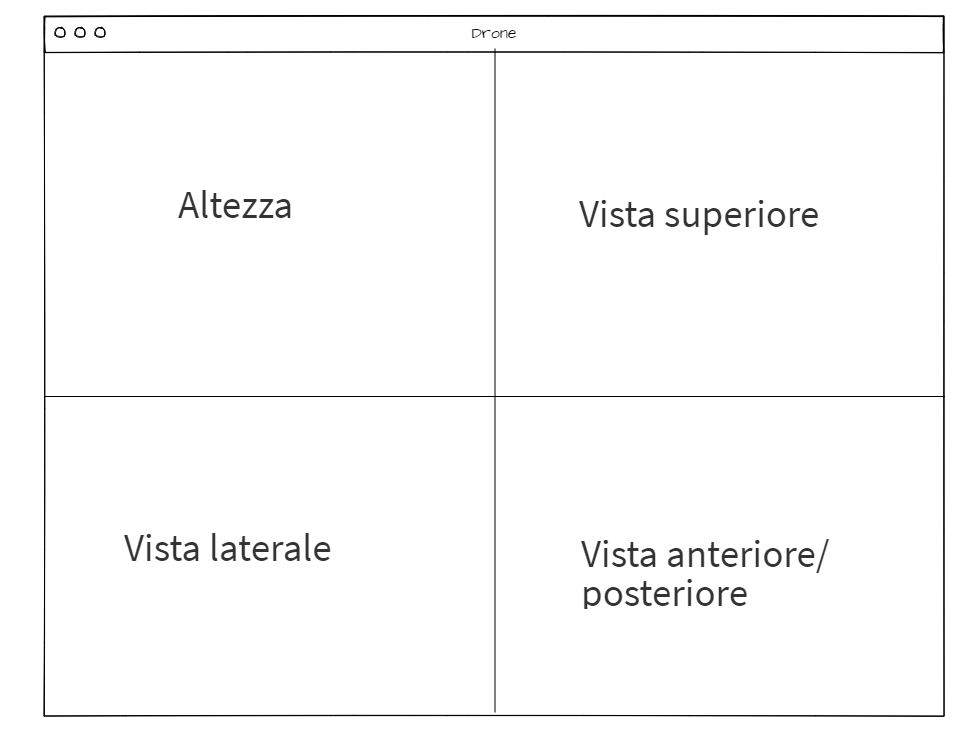 Drone
Altezza
Vista superiore
Vista laterale
Vista anteriore/
posteriore